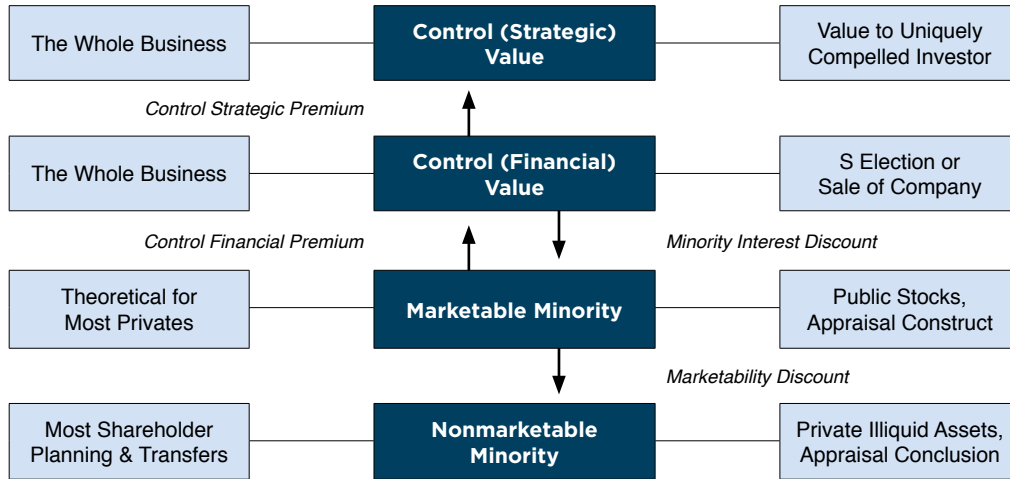 The Whole Business
Control (Strategic)
Value
Value to Uniquely
Compelled Investor
Control Strategic Premium
The Whole Business
Control (Financial)
Value
S Election or
Sale of Company
Control Financial Premium
Minority Interest Discount
Theoretical for
Most Privates
Marketable Minority
Public Stocks,
Appraisal Construct
Marketability Discount
Most Shareholder
Planning & Transfers
Nonmarketable
Minority
Private Illiquid Assets,
Appraisal Conclusion